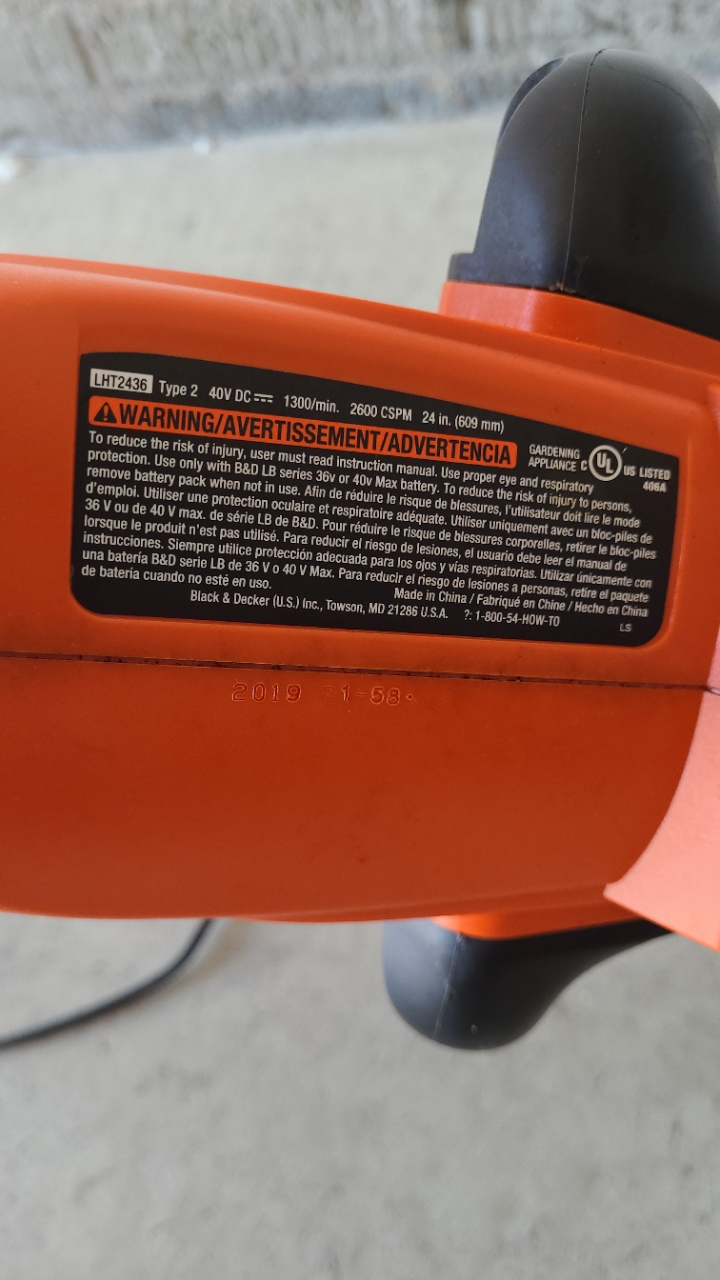 LHT2436 Type 2 40V DC 1300/min. 2600 CSPM 24 in. (609 mm)
WARNING/AVERTISSEMENT/ADVERTENCIA
GARDENING
APPLIANCE C UL US LISTED
406A
To reduce the risk of injury, user must read instruction manual. Use proper eye and respiratory
protection. Use only with B&D LB series 36v or 40v Max battery. To reduce the risk of injury to persons,
remove battery pack when not in use. Afin de réduire le risque de blessures, l'utilisateur doit lire le mode
d'emploi. Utiliser une protection oculaire et respiratoire adéquate. Utiliser uniquement avec un bloc-piles de
36 V ou de 40 V max. de série LB de B&D. Pour réduire le risque de blessures corporelles, retirer le bloc-piles
lorsque le produit n'est pas utilisé. Para reducir el riesgo de lesiones, el usuario debe leer el manual de
instrucciones. Siempre utilice protección adecuada para los ojos y vías respiratorias. Utilizar únicamente con
una batería B&D serie LB de 36 V o 40 V Max. Para reducir el riesgo de lesiones a personas, retire el paquete
de batería cuando no esté en uso. Made in China / Fabriqué en Chine / Hecho en China
Black & Decker (U.S.) Inc., Towson, MD 21286 U.S.A. ?: 1-800-54-HOW-TO LS
2019 1-58